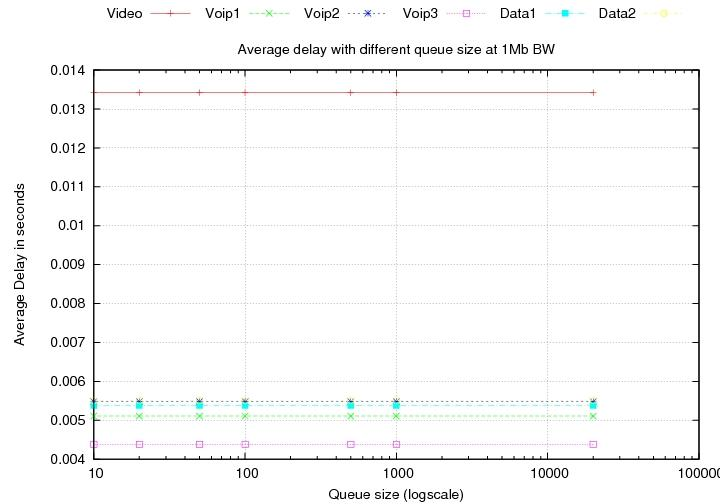 Video Voip1 Voip2 Voip3 Data1 Data2
Average delay with different queue size at 1Mb BW
0.014
0.013
0.012
0.011
0.01
0.009
0.008
0.007
0.006
0.005
0.004
Average Delay in seconds
10 100 1000 10000 100000
Queue size (logscale)